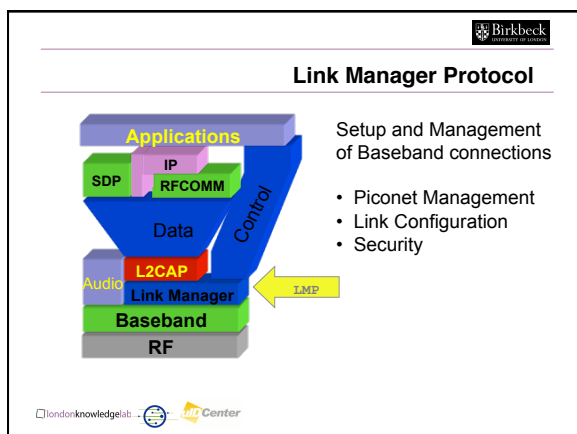 Birkbeck
UNIVERSITY OF LONDON
Link Manager Protocol
Applications
IP
SDP
RFCOMM
Control
Data
L2CAP
Audio
Link Manager
LMP
Baseband
RF
Setup and Management
of Baseband connections
• Piconet Management
• Link Configuration
• Security
londonknowledgelab
uIDCenter